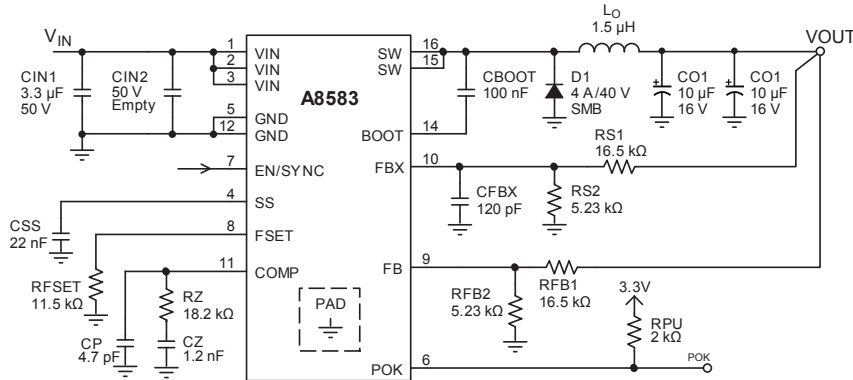 VIN
CIN1
3.3 µF
50 V
CIN2
50 V
Empty
1
2
3
VIN
VIN
VIN
5
12
GND
GND
7
EN/SYNC
4
SS
8
FSET
11
COMP
CSS
22 nF
RFSET
11.5 kΩ
CP
4.7 pF
RZ
18.2 kΩ
CZ
1.2 nF
A8583
PAD
SW
SW
16
15
BOOT
14
FBX
10
FB
9
POK
6
CBOOT
100 nF
D1
4 A/40 V
SMB
LO
1.5 µH
CO1
10 µF
16 V
CO1
10 µF
16 V
VOUT
RS1
16.5 kΩ
CFBX
120 pF
RS2
5.23 kΩ
RFB2
5.23 kΩ
RFB1
16.5 kΩ
3.3V
RPU
2 kΩ
POK